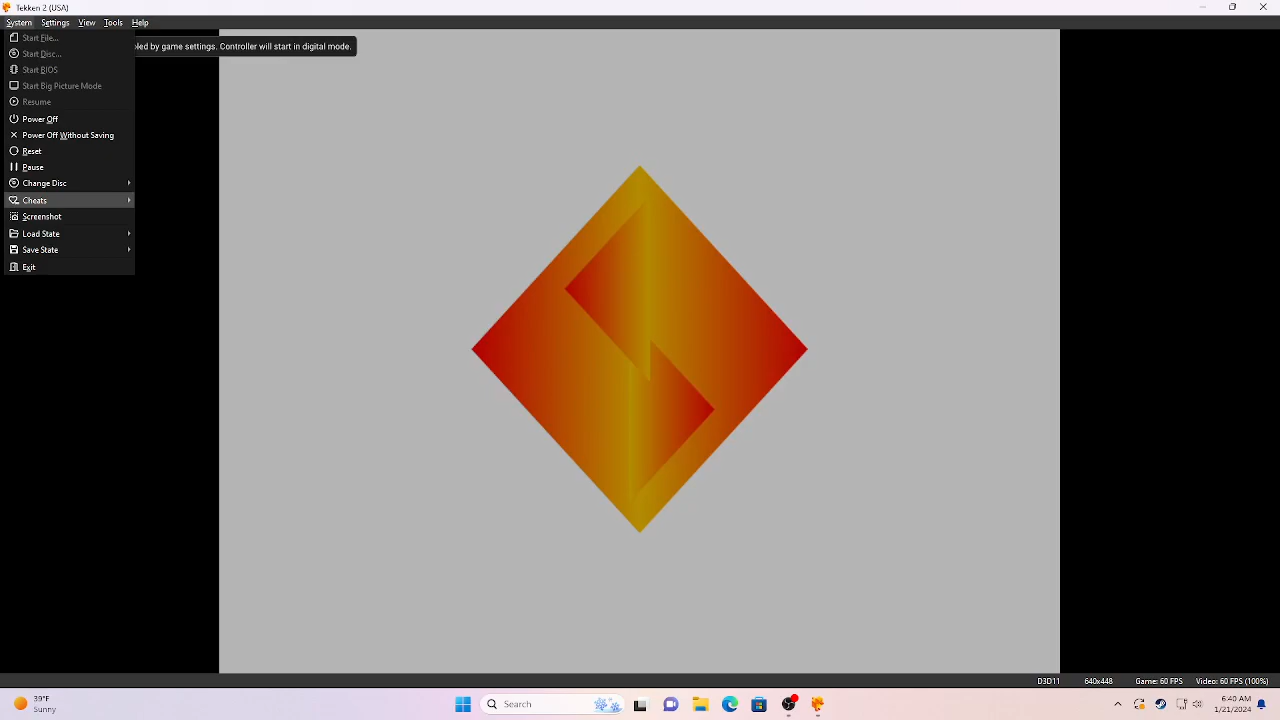 Tekken 2 (USA)
System Settings View Tools Help
Start File...
oled by game settings. Controller will start in digital mode.
Start Disc...
Start BIOS
Start Big Picture Mode
Resume
Power Off
Power Off Without Saving
Reset
Pause
Change Disc
Cheats
Screenshot
Load State
Save State
Exit
D3D11 640x448 Game: 60 FPS Video: 60 FPS (100%)
39°F
Sunny
Search
6:40 AM
1/21/2024